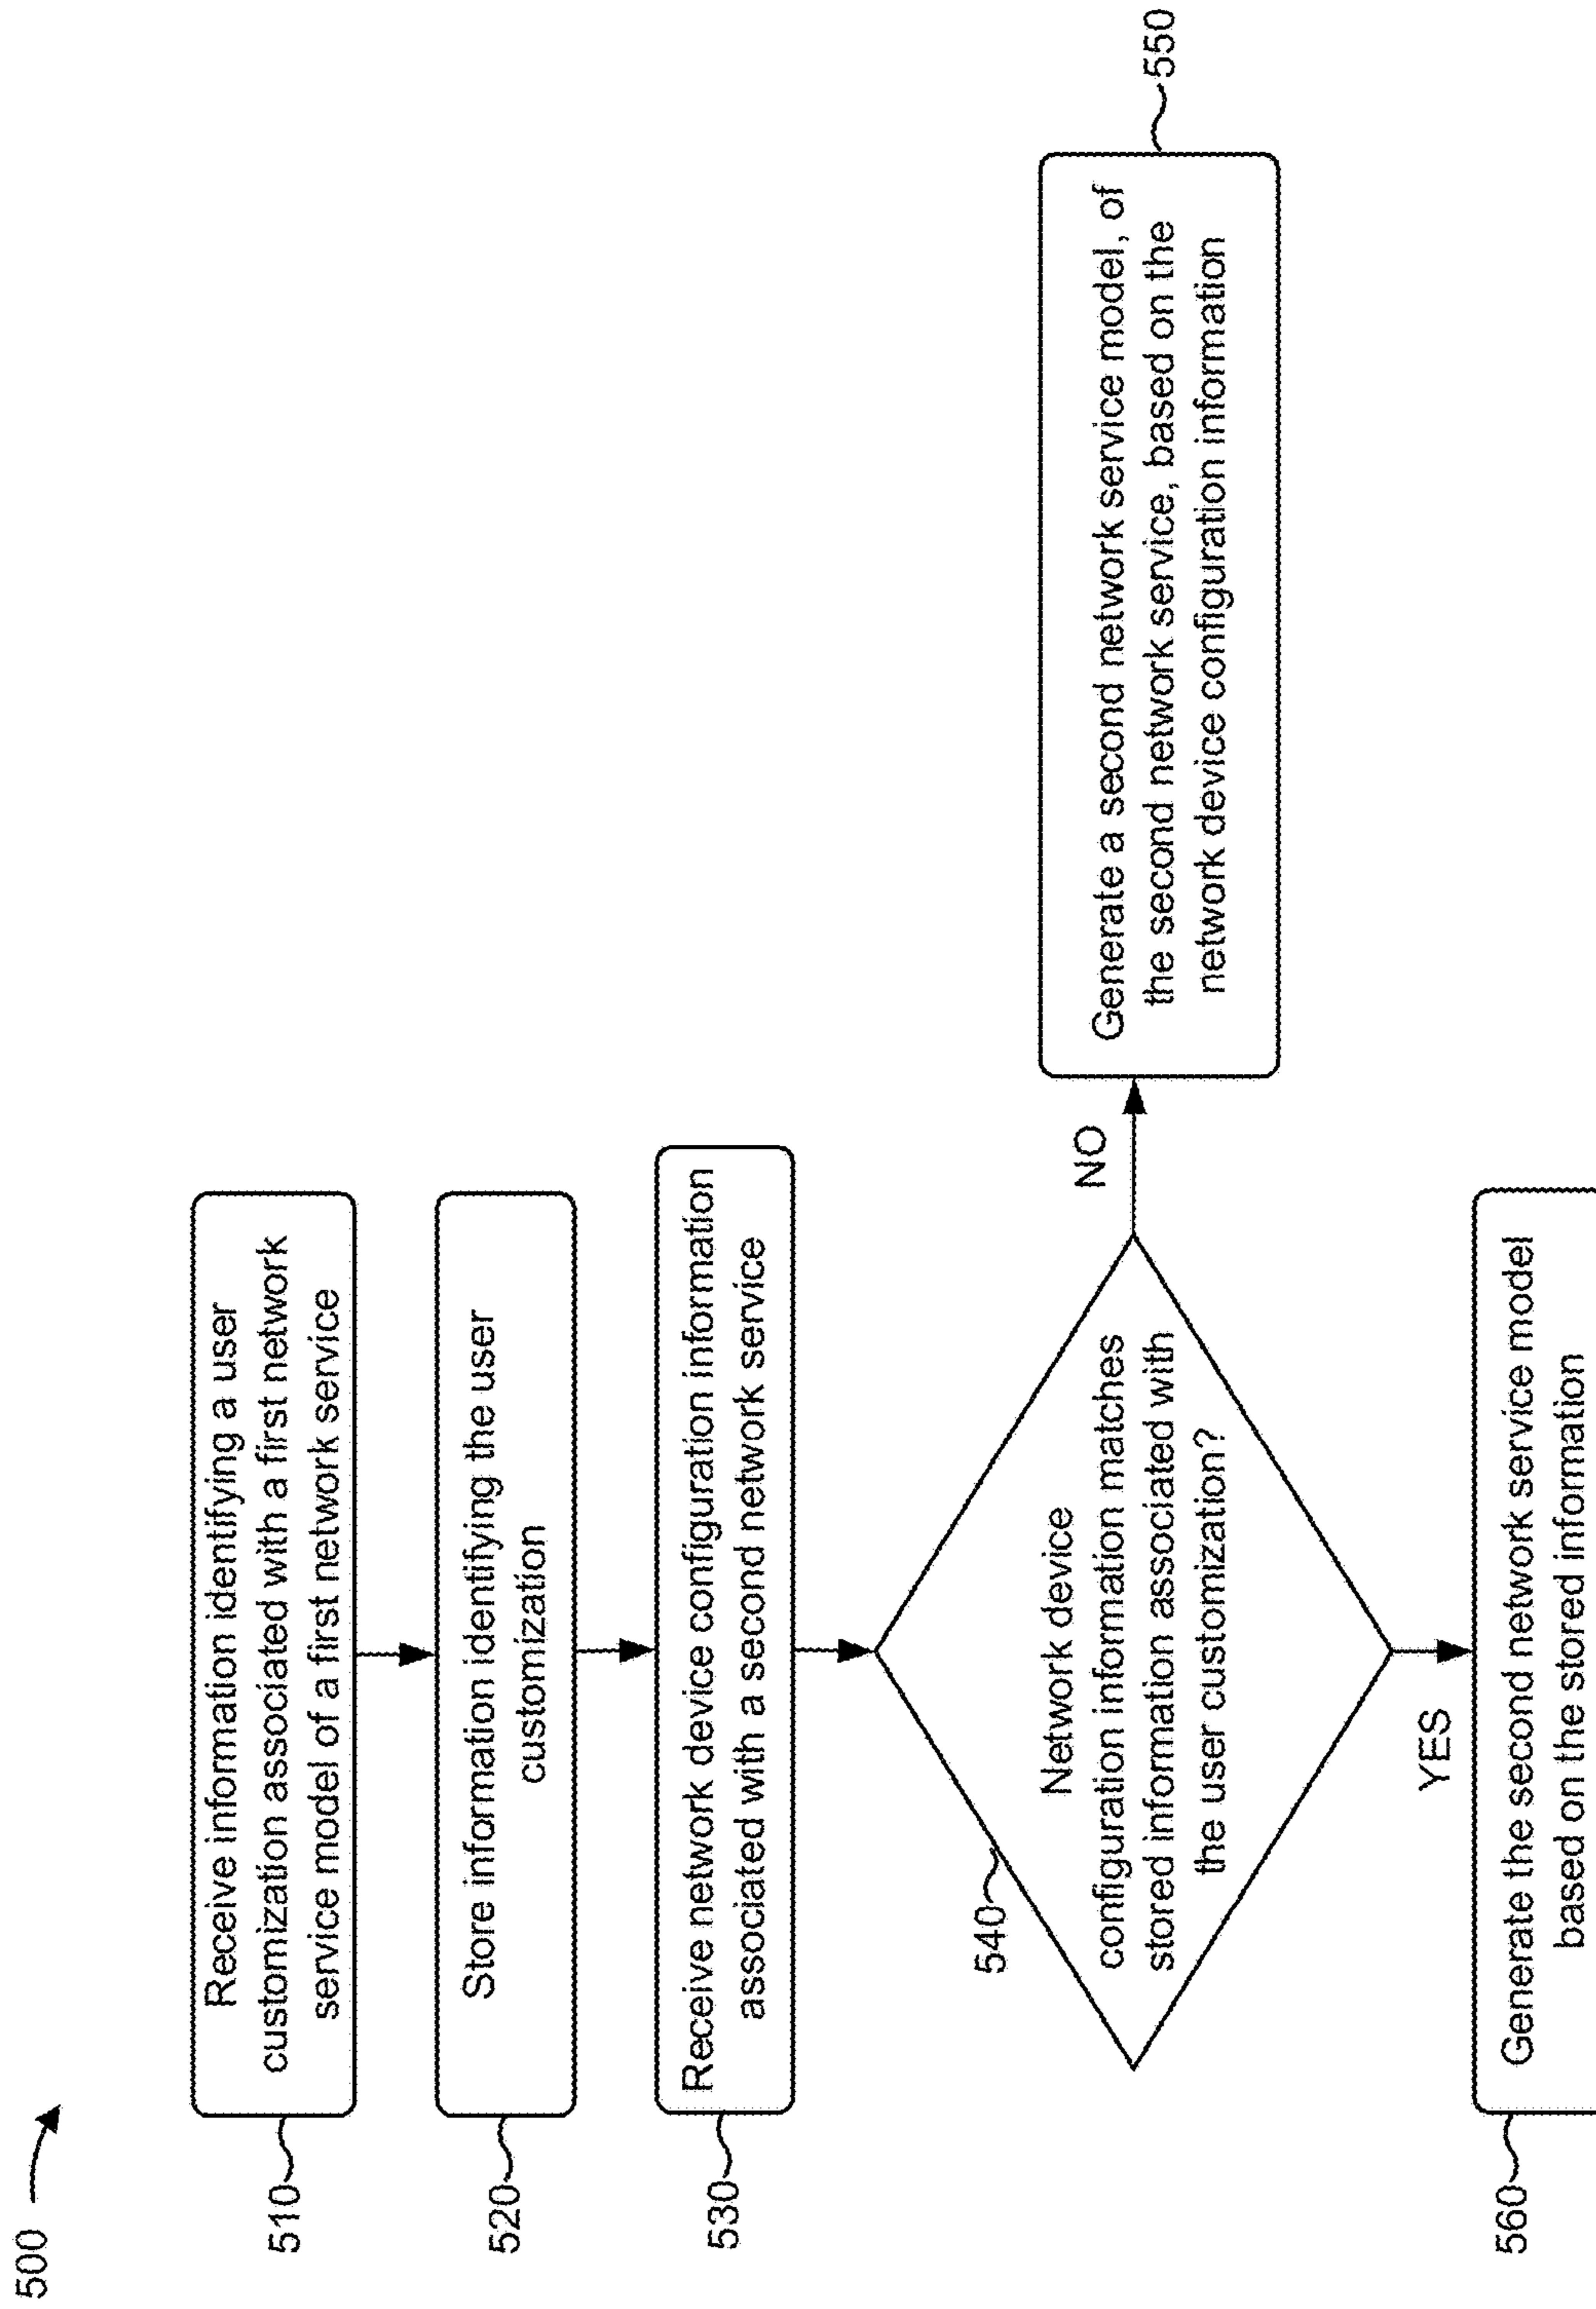 500
510
Receive information identifying a user
customization associated with a first network
service model of a first network service
520
Store information identifying the user
customization
530
Receive network device configuration information
associated with a second network service
540
Network device
configuration information matches
stored information associated with
the user customization?
NO
Generate a second network service model, of
the second network service, based on the
network device configuration information
550
YES
560
Generate the second network service model
based on the stored information